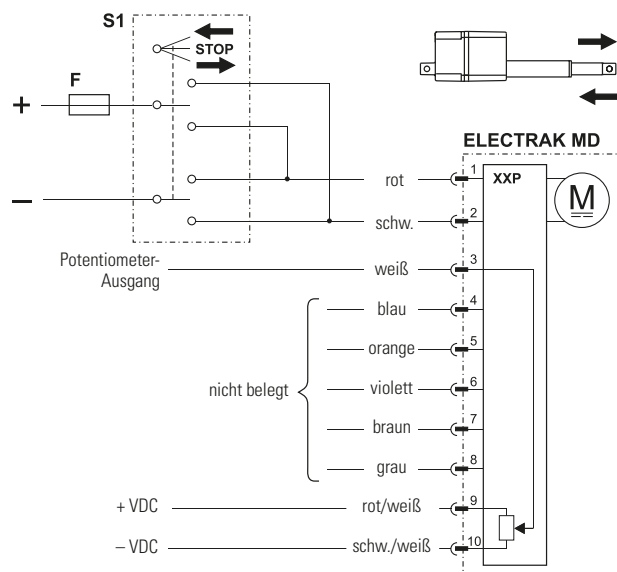 S1
STOP
F
+
–
ELECTRAK MD
XXP
M
rot
1
schw.
2
Potentiometer-
Ausgang
weiß
3
nicht belegt
blau
4
orange
5
violett
6
braun
7
grau
8
+ VDC
rot/weiß
9
– VDC
schw./weiß
10